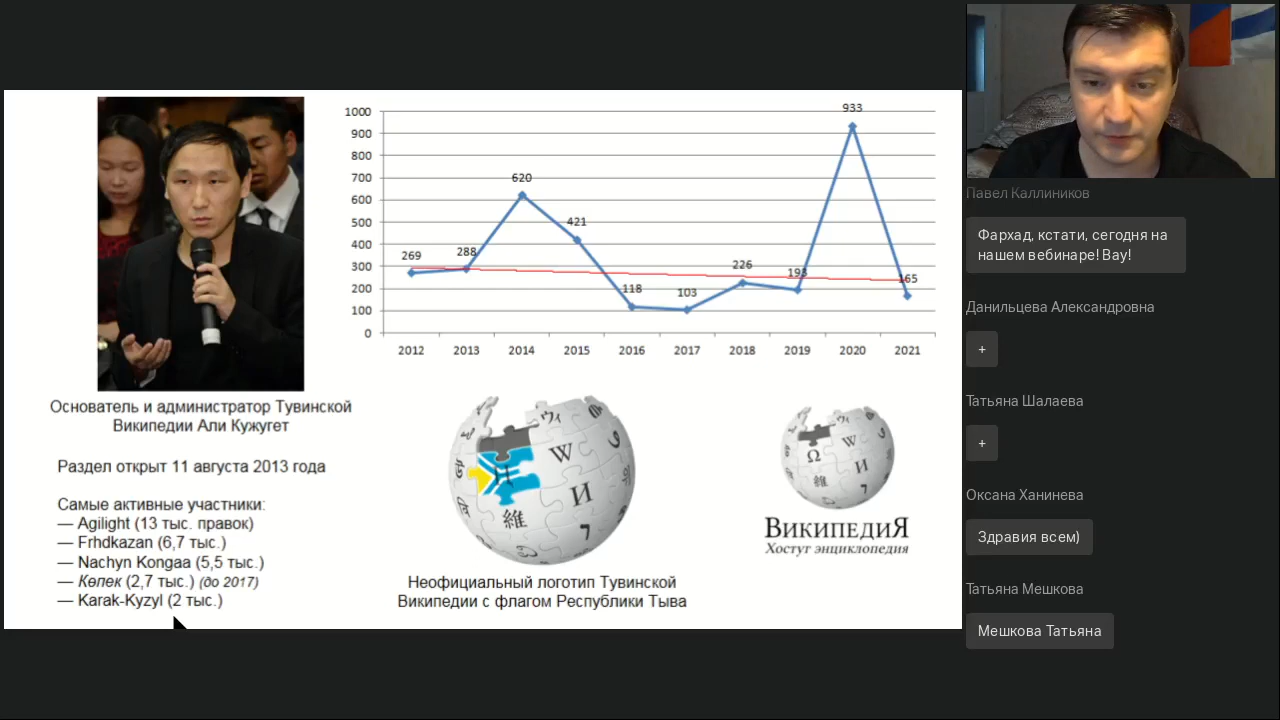 1000
900
800
700
600
500
400
300
200
100
0
269
288
620
421
118
103
226
193
933
165
2012 2013 2014 2015 2016 2017 2018 2019 2020 2021
Основатель и администратор Тувинской
Википедии Али Кужугет
Раздел открыт 11 августа 2013 года
Самые активные участники:
— Agilight (13 тыс. правок)
— Frhdkazan (6,7 тыс.)
— Nachyn Kongaa (5,5 тыс.)
— Көпек (2,7 тыс.) (до 2017)
— Karak-Kyzyl (2 тыс.)
W
И
維
Неофициальный логотип Тувинской
Википедии с флагом Республики Тыва
Ω
W
И
維
ВикипедиЯ
Хостуг энциклопедия
Павел Каллиников
Фархад, кстати, сегодня на
нашем вебинаре! Вау!
Данильцева Александровна
+
Татьяна Шалаева
+
Оксана Ханинева
Здравия всем)
Татьяна Мешкова
Мешкова Татьяна